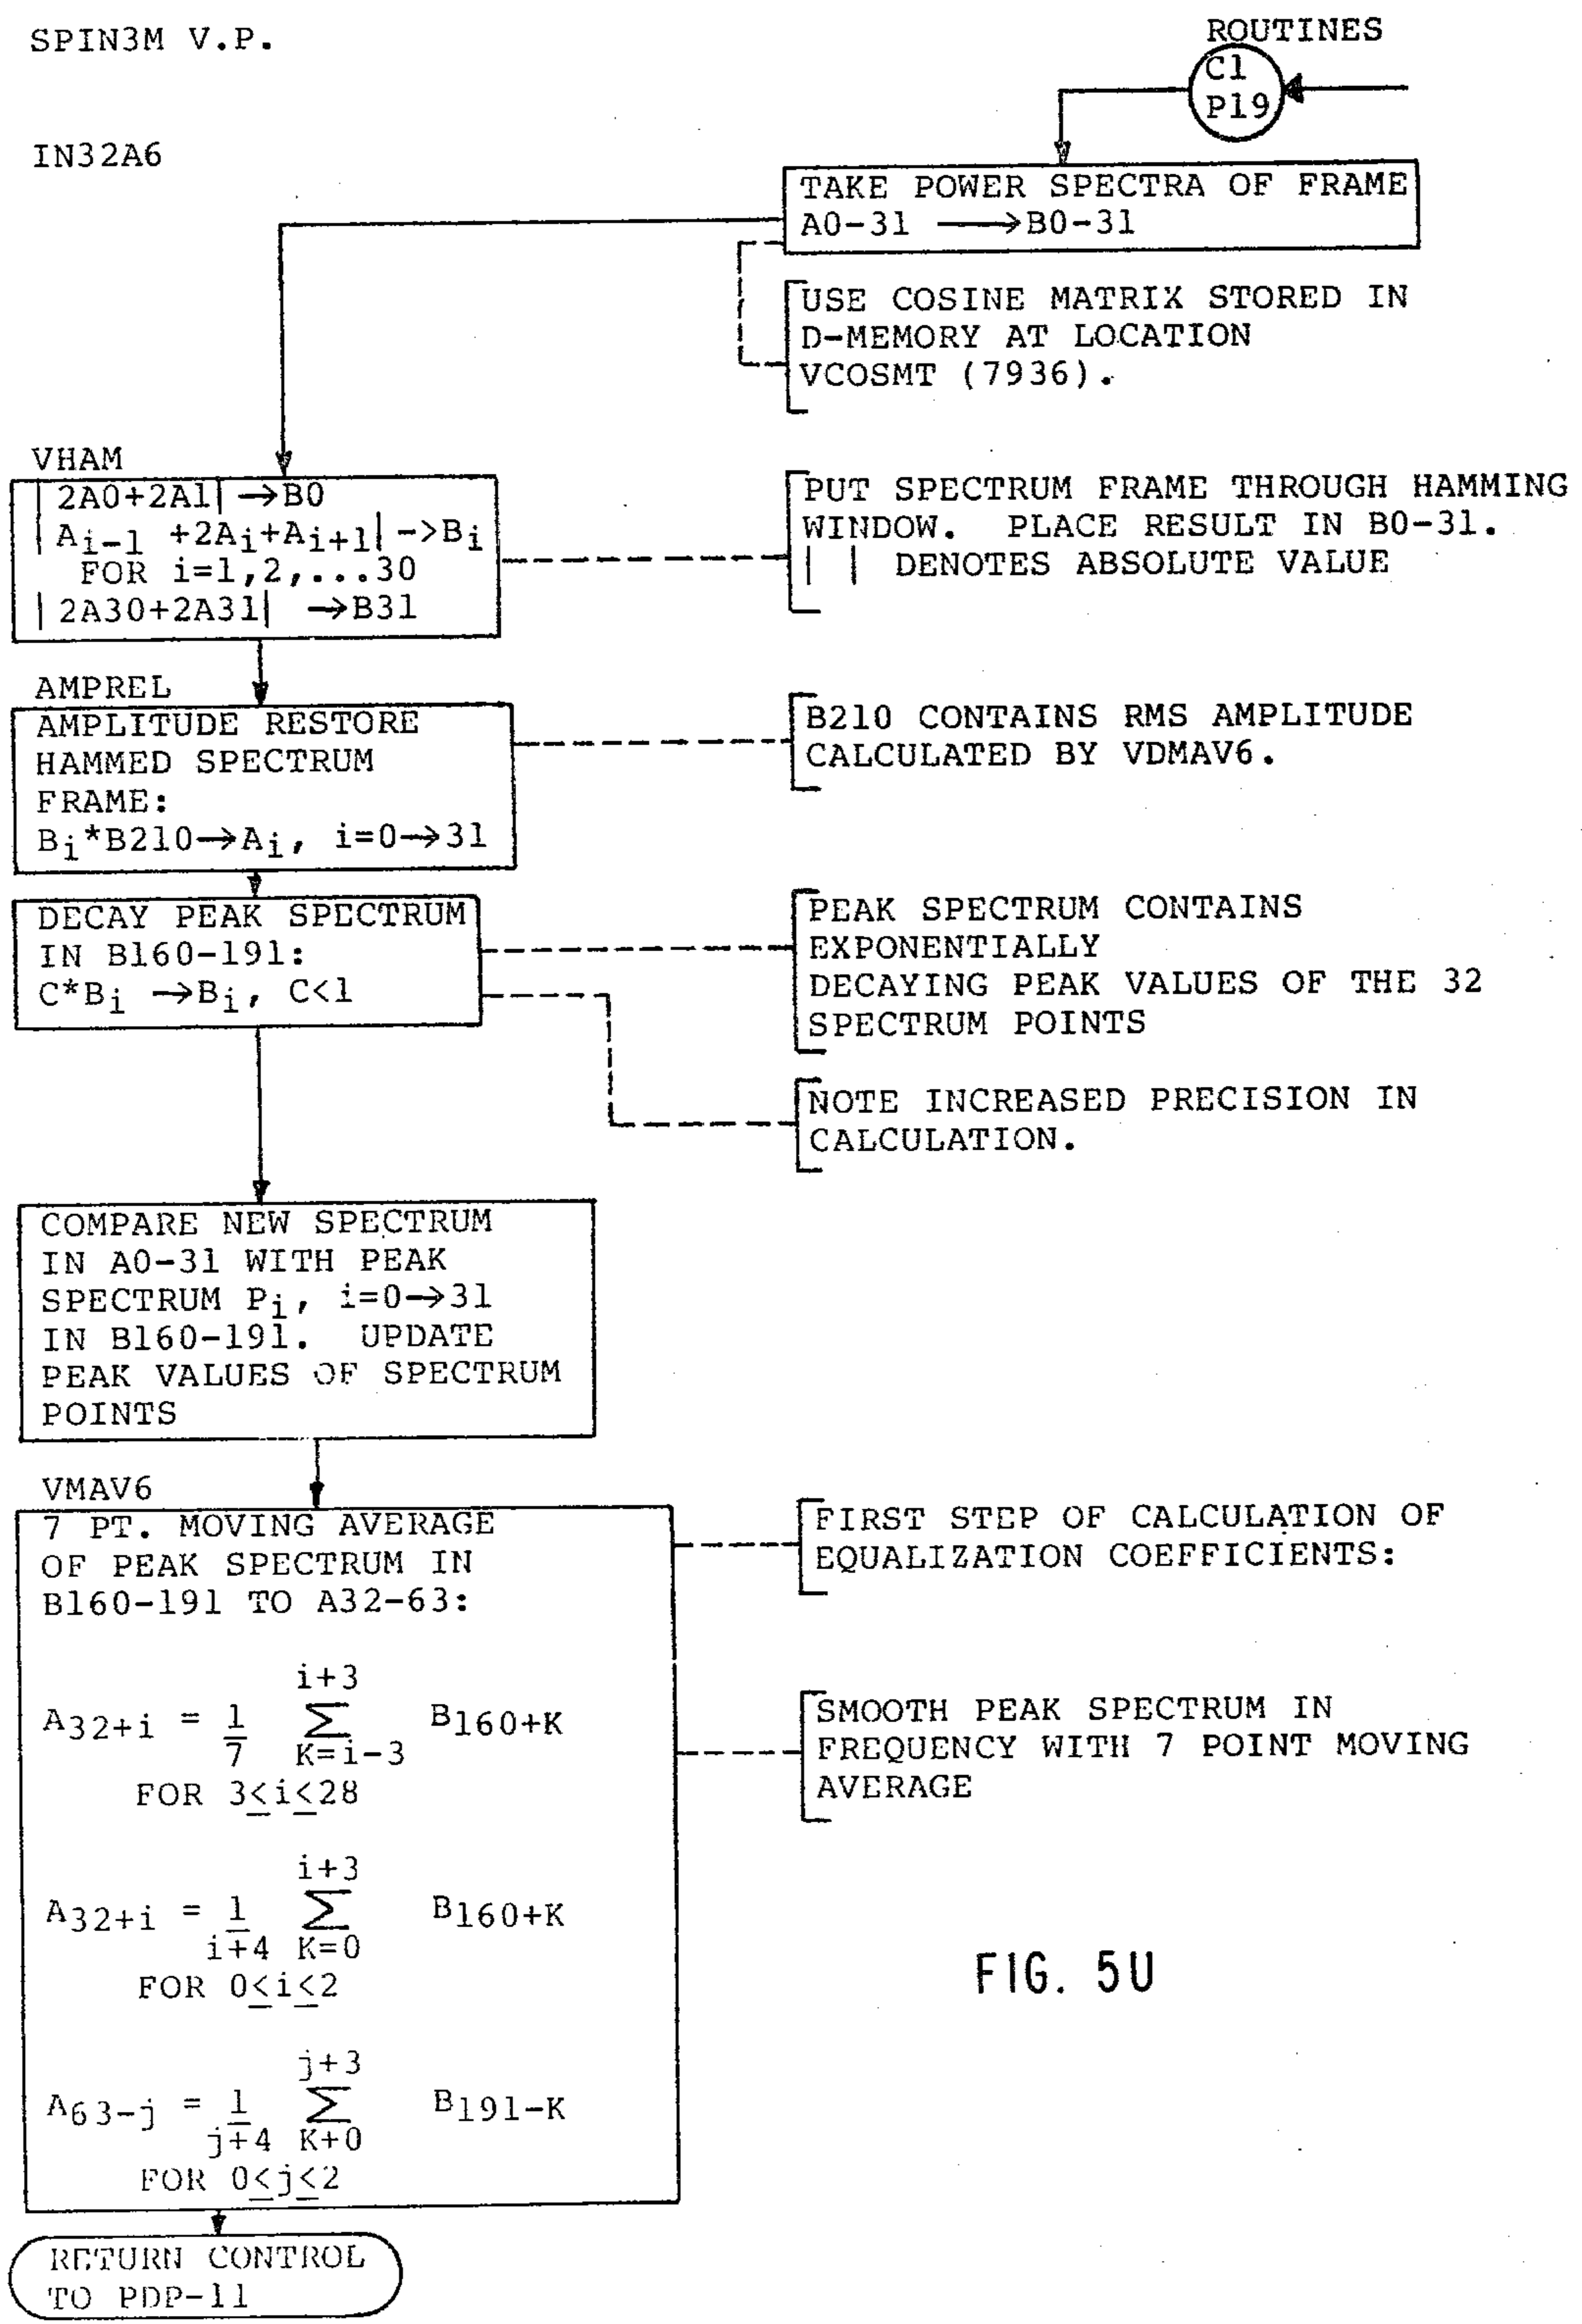 SPIN3M V.P.
ROUTINES
C1
P19
IN32A6
TAKE POWER SPECTRA OF FRAME
A0-31 → B0-31
USE COSINE MATRIX STORED IN
D-MEMORY AT LOCATION
VCOSMT (7936).
VHAM
| 2A0+2A1| →B0
|Ai-1 +2Ai+Ai+1| ->Bi
FOR i=1,2,...30
| 2A30+2A31| →B31
PUT SPECTRUM FRAME THROUGH HAMMING
WINDOW. PLACE RESULT IN B0-31.
| | DENOTES ABSOLUTE VALUE
AMPREL
AMPLITUDE RESTORE
HAMMED SPECTRUM
FRAME:
Bi*B210→Ai, i=0→31
B210 CONTAINS RMS AMPLITUDE
CALCULATED BY VDMAV6.
DECAY PEAK SPECTRUM
IN B160-191:
C*Bi →Bi, C<1
PEAK SPECTRUM CONTAINS
EXPONENTIALLY
DECAYING PEAK VALUES OF THE 32
SPECTRUM POINTS
NOTE INCREASED PRECISION IN
CALCULATION.
COMPARE NEW SPECTRUM
IN A0-31 WITH PEAK
SPECTRUM Pi, i=0→31
IN B160-191. UPDATE
PEAK VALUES OF SPECTRUM
POINTS
VMAV6
7 PT. MOVING AVERAGE
OF PEAK SPECTRUM IN
B160-191 TO A32-63:
FIRST STEP OF CALCULATION OF
EQUALIZATION COEFFICIENTS:
i+3
A32+i = 1/7 ∑ B160+K
K=i-3
FOR 3≤i≤28
SMOOTH PEAK SPECTRUM IN
FREQUENCY WITH 7 POINT MOVING
AVERAGE
i+3
A32+i = 1/i+4 ∑ B160+K
K=0
FOR 0≤i≤2
FIG. 5U
j+3
A63-j = 1/j+4 ∑ B191-K
K+0
FOR 0≤j≤2
RETURN CONTROL
TO PDP-11